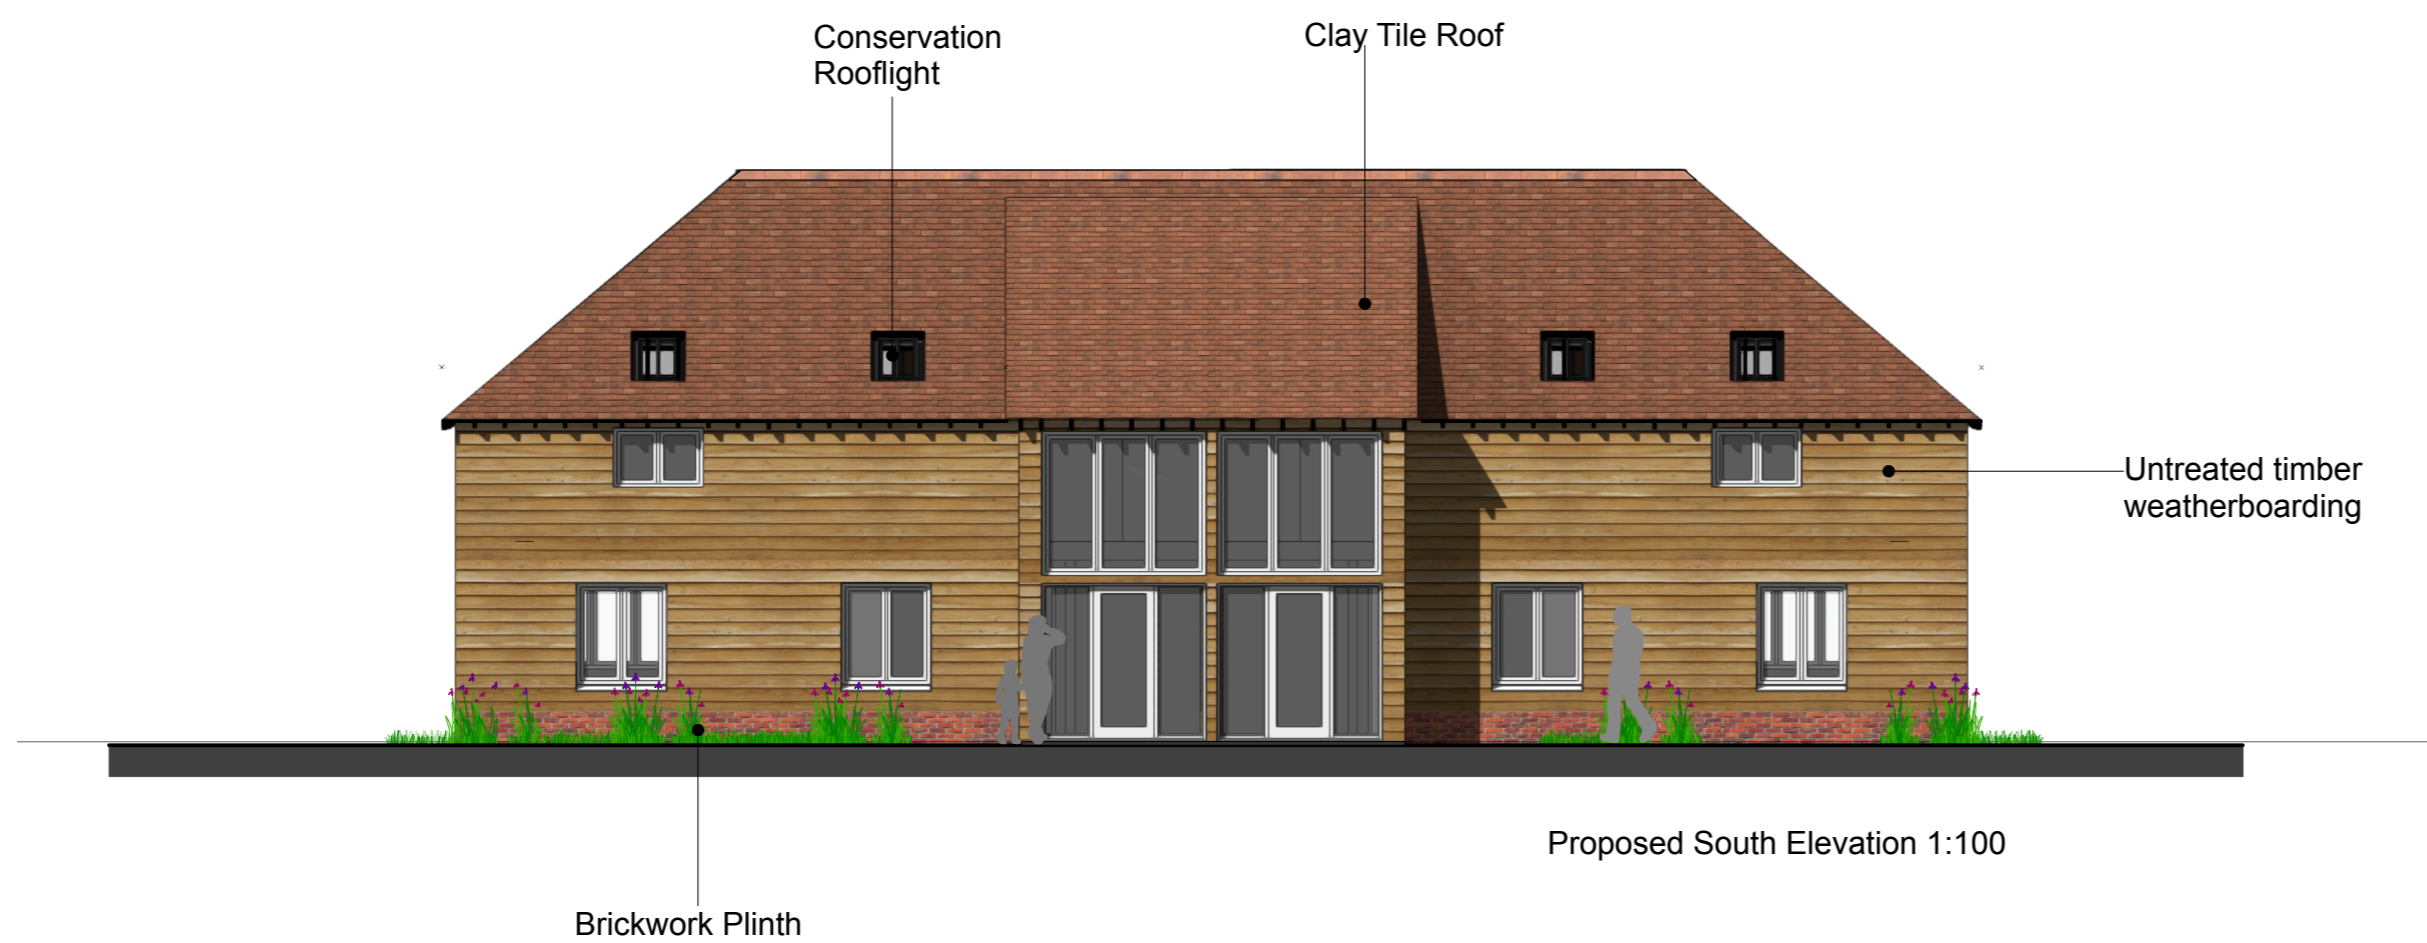 Conservation
Rooflight
Clay Tile Roof
Untreated timber
weatherboarding
Proposed South Elevation 1:100
Brickwork Plinth